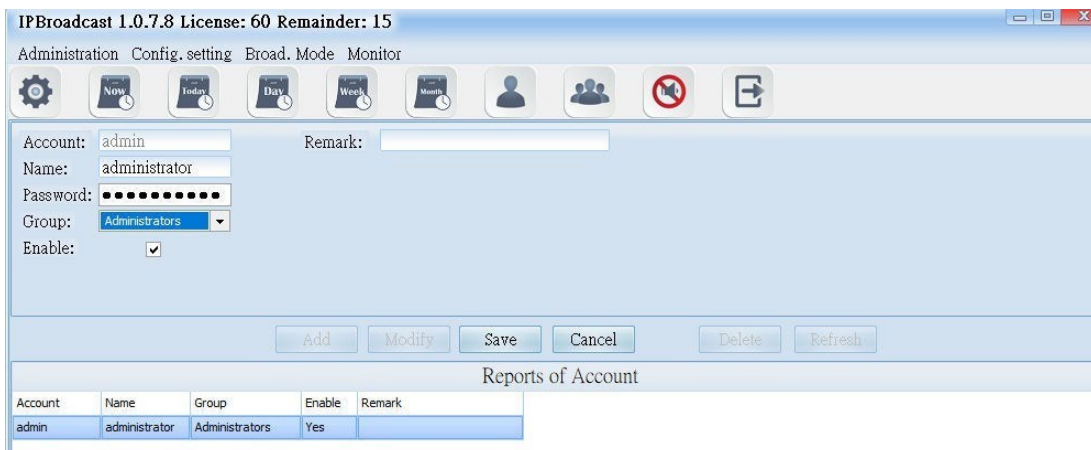 IPBroadcast 1.0.7.8 License: 60 Remainder: 15
Administration Config. setting Broad. Mode Monitor
Now Today Day Week Month
Account: admin Remark:
Name: administrator
Password: ●●●●●●●●●●
Group: Administrators
Enable:
Add Modify Save Cancel Delete Refresh
Reports of Account
Account Name Group Enable Remark
admin administrator Administrators Yes